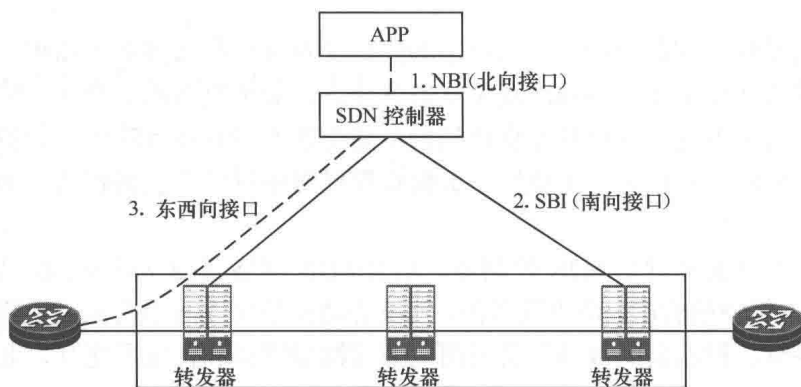 APP
1. NBI(北向接口)
SDN 控制器
3. 东西向接口
2. SBI(南向接口)
转发器
转发器
转发器